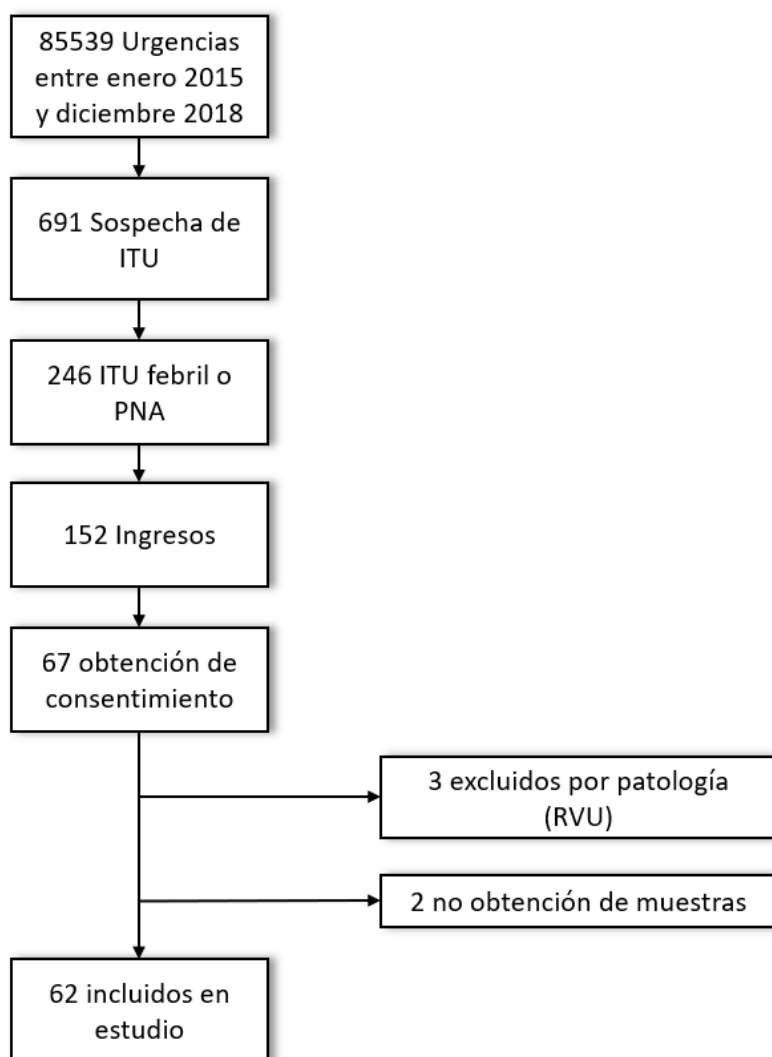 85539 Urgencias
entre enero 2015
y diciembre 2018
691 Sospecha de
ITU
246 ITU febril o
PNA
152 Ingresos
67 obtención de
consentimiento
3 excluidos por patología
(RVU)
2 no obtención de muestras
62 incluidos en
estudio